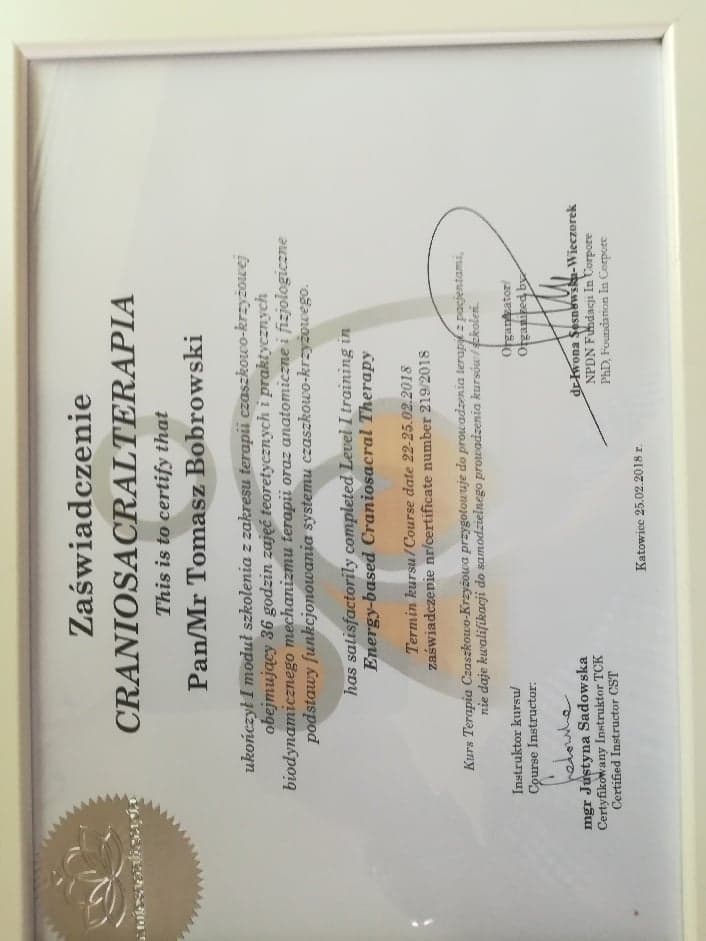 Zaświadczenie
CRANIOSACRALTERAPIA
This is to certify that
Pan/Mr Tomasz Bobrowski
ukończył I moduł szkolenia z zakresu terapii czaszkowo-krzyżowej
obejmujący 36 godzin zajęć teoretycznych i praktycznych
biodynamicznego mechanizmu terapii oraz anatomiczne i fizjologiczne
podstawy funkcjonowania systemu czaszkowo-krzyżowego.
has satisfactorily completed Level I training in
Energy-based Craniosacral Therapy
Termin kursu/Course date 22-25.02.2018
zaświadczenie nr/certificate number 219/2018
Kurs Terapia Czaszkowo-Krzyżowa przygotowuje do prowadzenia terapii z pacjentami,
nie daje kwalifikacji do samodzielnego prowadzenia kursów/szkoleń.
Instruktor kursu/
Course Instructor:
mgr Justyna Sadowska
Certyfikowany Instruktor TCK
Certified Instructor CST
Organizator/
Organized by:
dr Iwona Sosnowska-Wieczorek
NPDN Fundacji In Corpore
PhD, Foundation In Corpore
Katowice 25.02.2018 r.